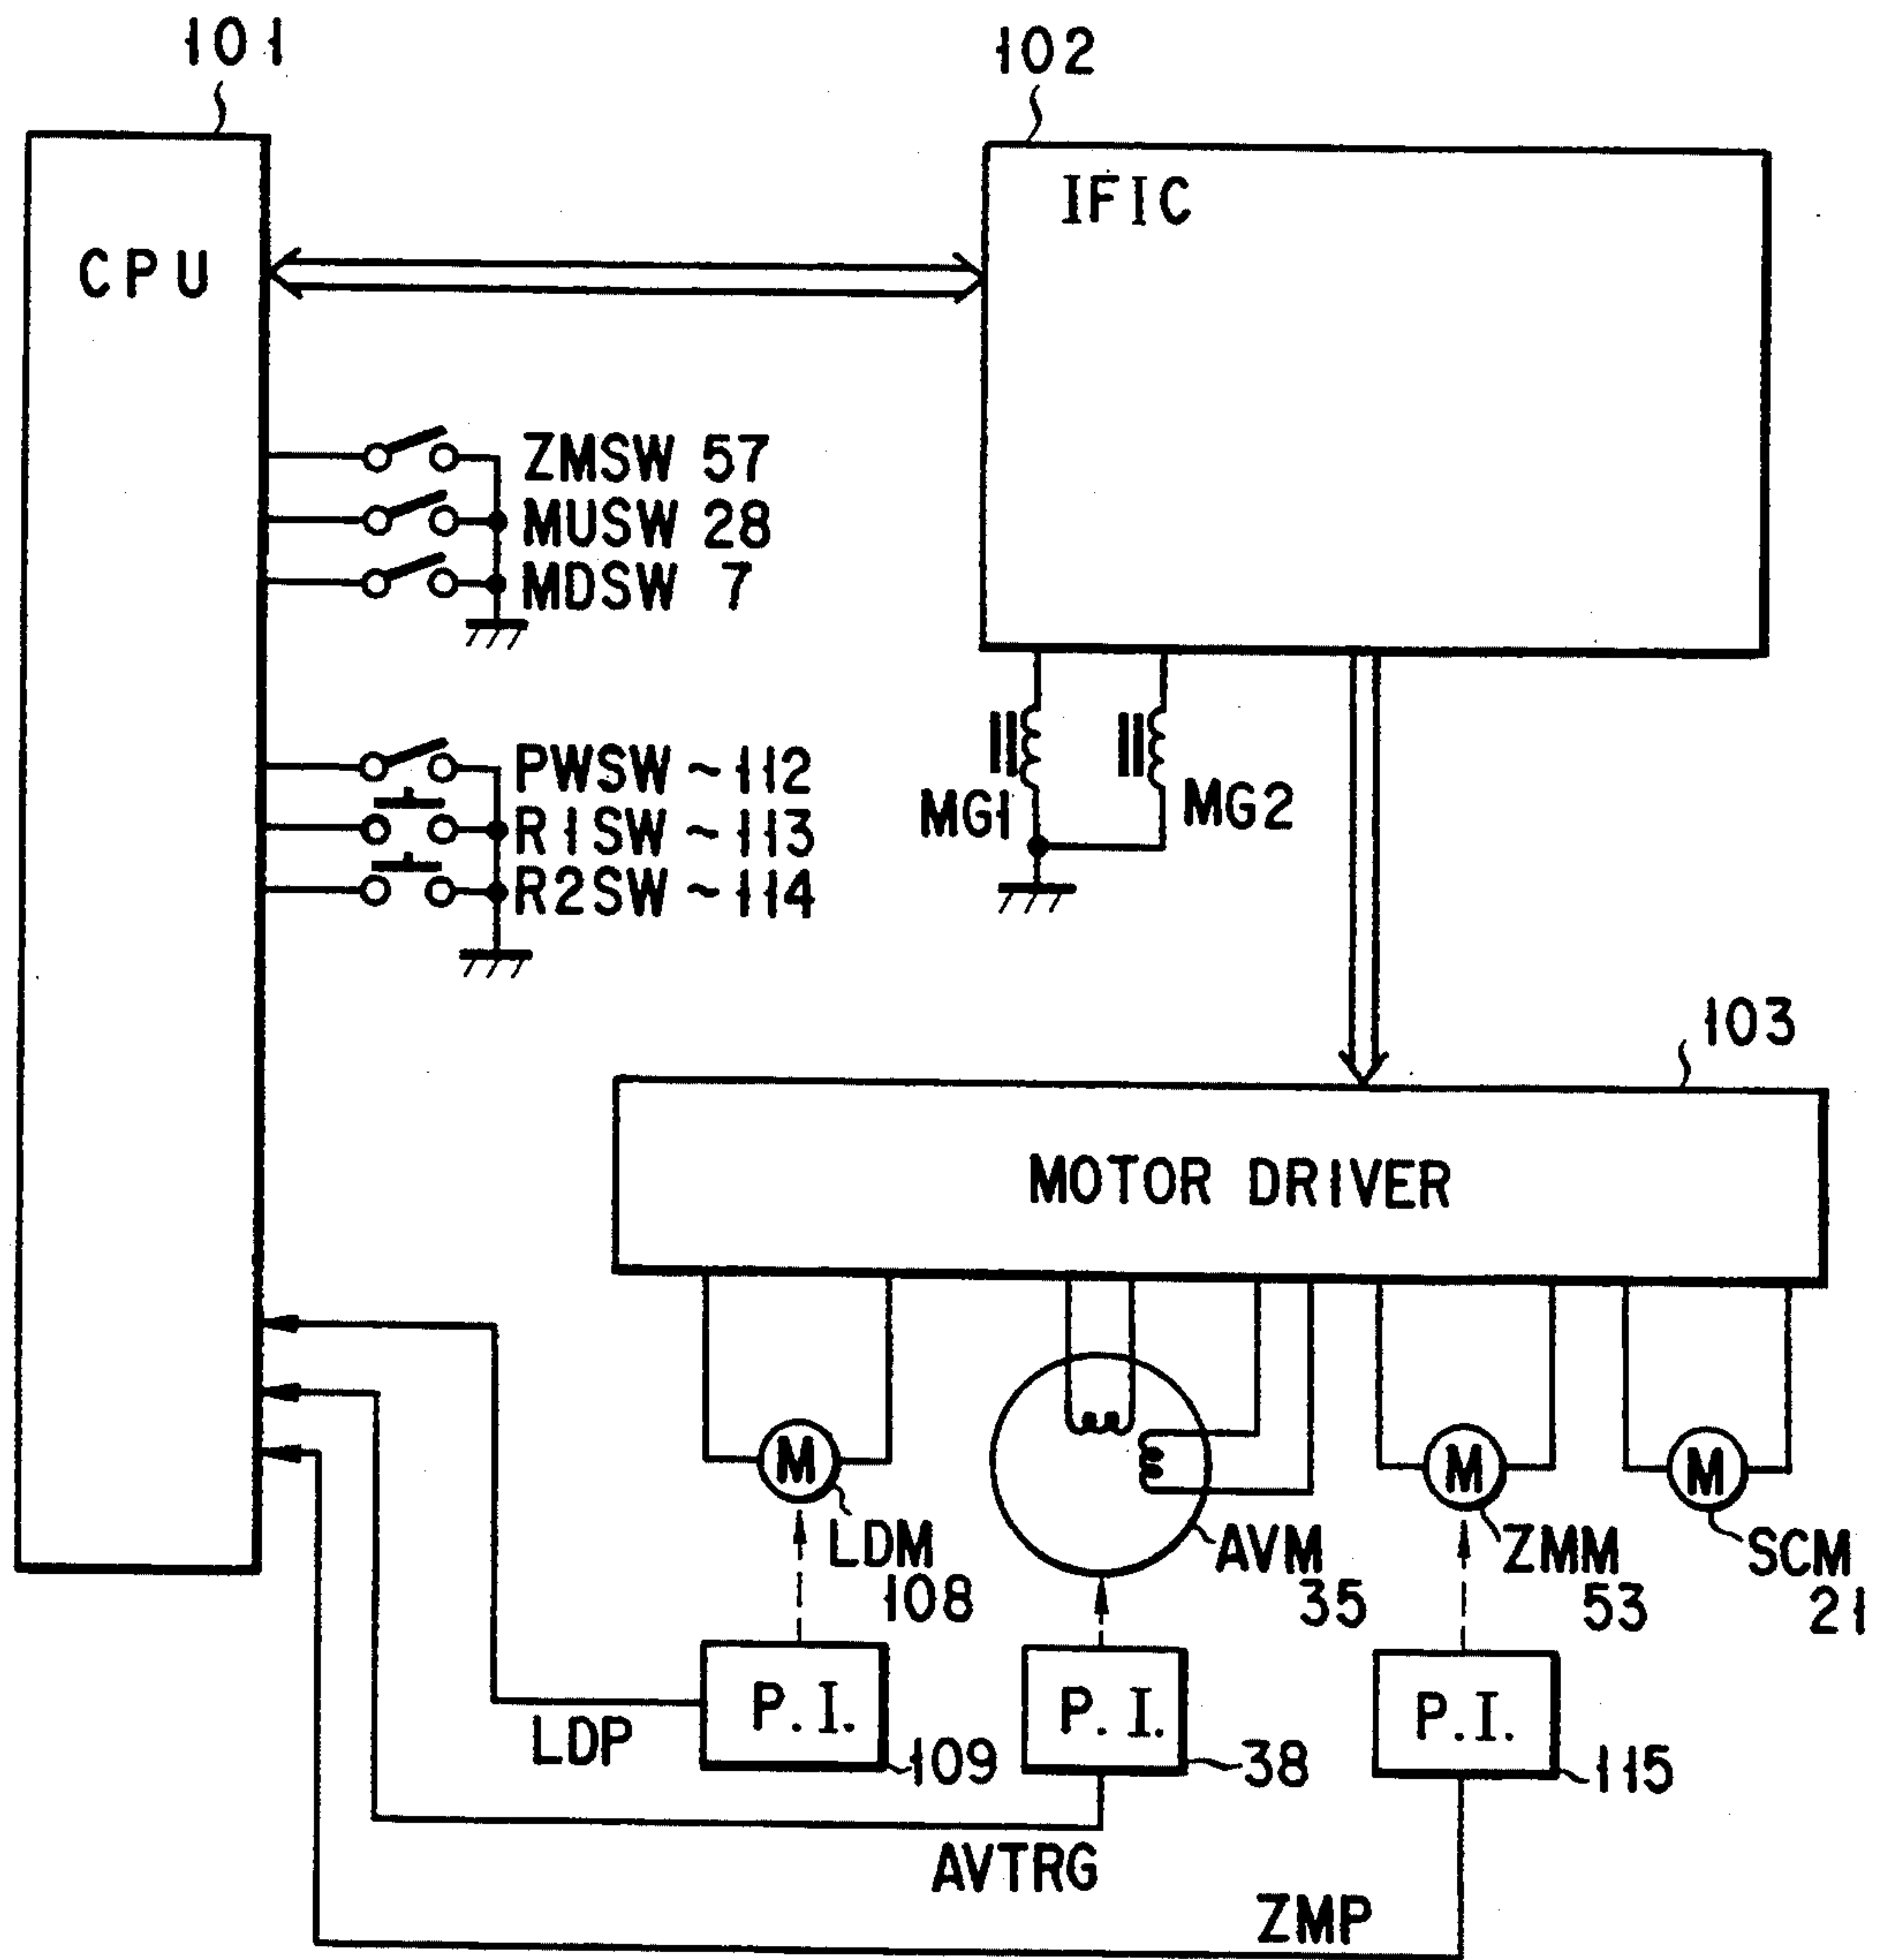 101
102
CPU
IFIC
ZMSW 57
MUSW 28
MDSW 7
PWSW ~112
R1SW ~113
R2SW ~114
MG1
MG2
103
MOTOR DRIVER
M
M
M
LDM
108
AVM
35
ZMM
53
SCM
21
P.I.
109
P.I.
38
P.I.
115
LDP
AVTRG
ZMP